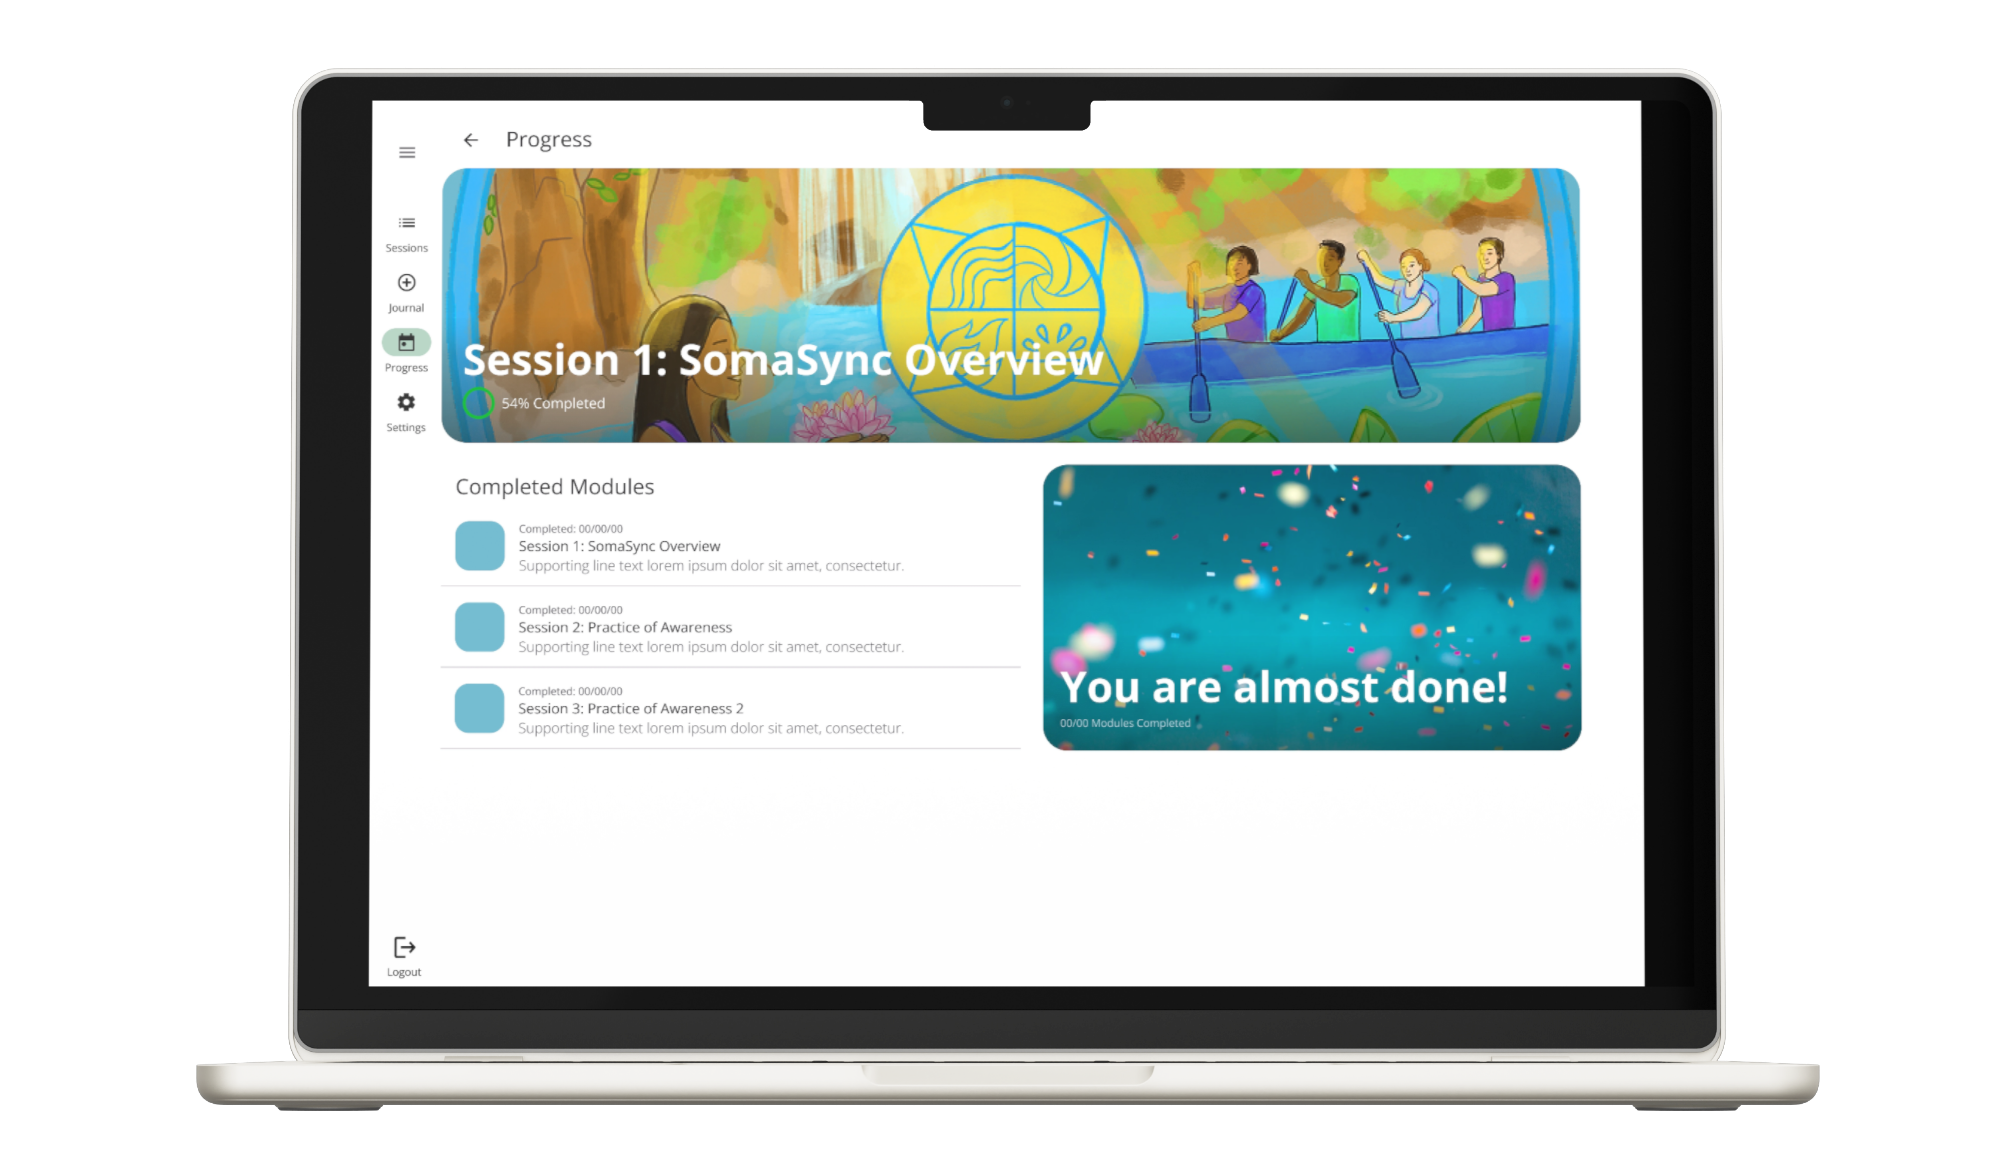 Progress
Sessions
Journal
Progress
Settings
Logout
Session 1: SomaSync Overview
54% Completed
Completed Modules
Completed: 00/00/00
Session 1: SomaSync Overview
Supporting line text lorem ipsum dolor sit amet, consectetur.
Completed: 00/00/00
Session 2: Practice of Awareness
Supporting line text lorem ipsum dolor sit amet, consectetur.
Completed: 00/00/00
Session 3: Practice of Awareness 2
Supporting line text lorem ipsum dolor sit amet, consectetur.
You are almost done!
00/00 Modules Completed